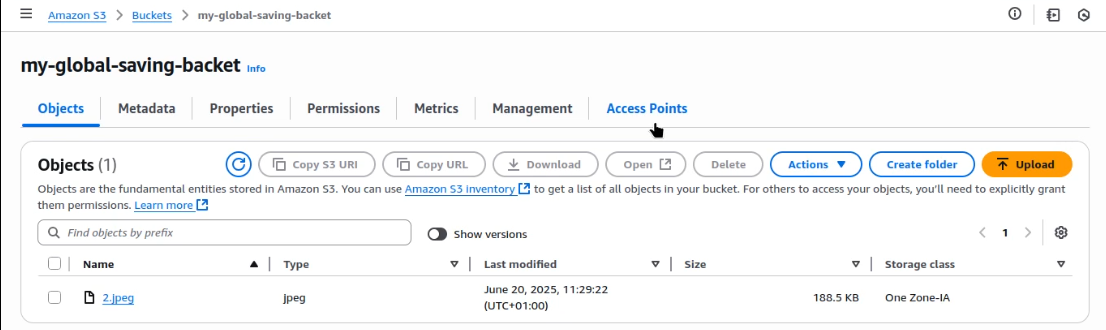 Amazon S3 > Buckets > my-global-saving-backet
my-global-saving-backet Info
Objects Metadata Properties Permissions Metrics Management Access Points
Objects (1) Copy S3 URI Copy URL Download Open Delete Actions Create folder Upload
Objects are the fundamental entities stored in Amazon S3. You can use Amazon S3 inventory to get a list of all objects in your bucket. For others to access your objects, you'll need to explicitly grant
them permissions. Learn more
Find objects by prefix Show versions 1
Name Type Last modified Size Storage class
2.jpeg jpeg June 20, 2025, 11:29:22 (UTC+01:00) 188.5 KB One Zone-IA